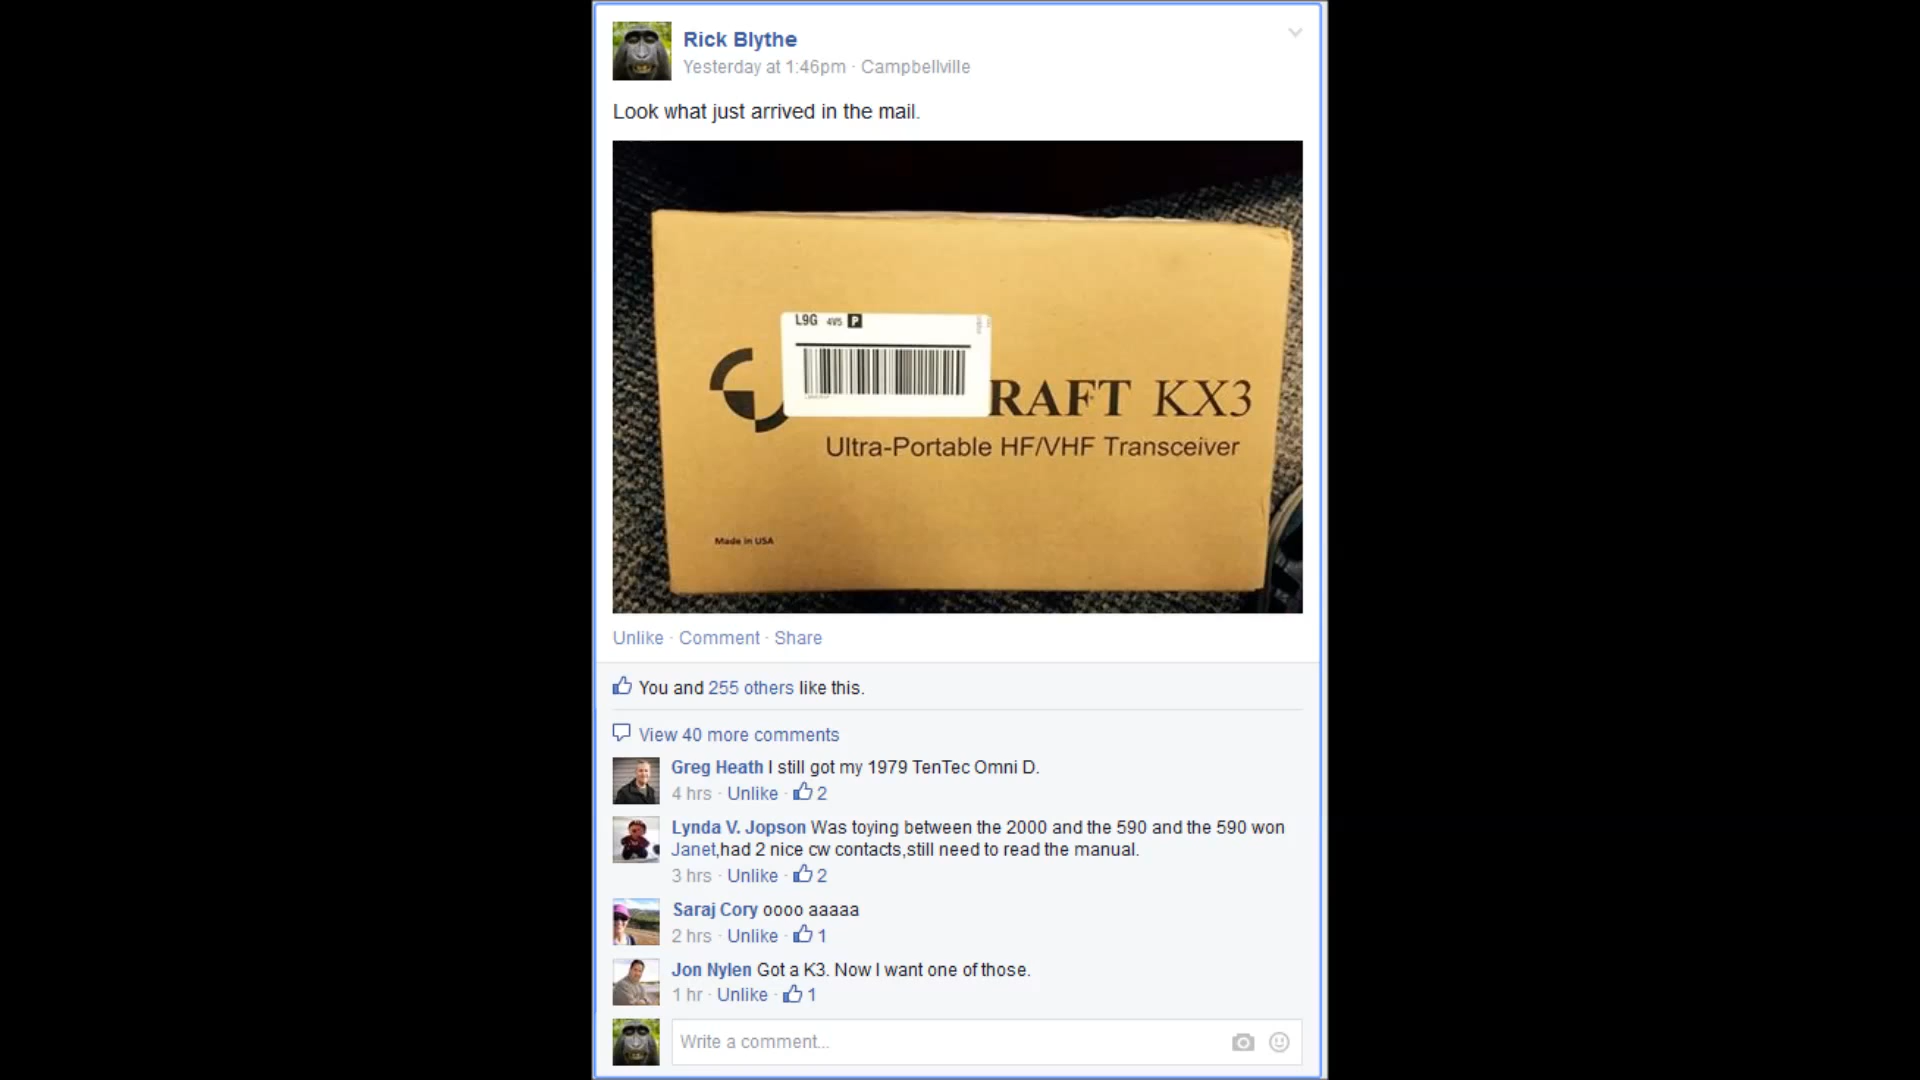 Rick Blythe
Yesterday at 1:46pm · Campbellville
Look what just arrived in the mail.
L9G 4V5 P
RAFT KX3
Ultra-Portable HF/VHF Transceiver
Made in USA
Unlike · Comment · Share
You and 255 others like this.
View 40 more comments
Greg Heath I still got my 1979 TenTec Omni D.
4 hrs · Unlike · 2
Lynda V. Jopson Was toying between the 2000 and the 590 and the 590 won
Janet,had 2 nice cw contacts,still need to read the manual.
3 hrs · Unlike · 2
Saraj Cory oooo aaaaa
2 hrs · Unlike · 1
Jon Nylen Got a K3. Now I want one of those.
1 hr · Unlike · 1
Write a comment...